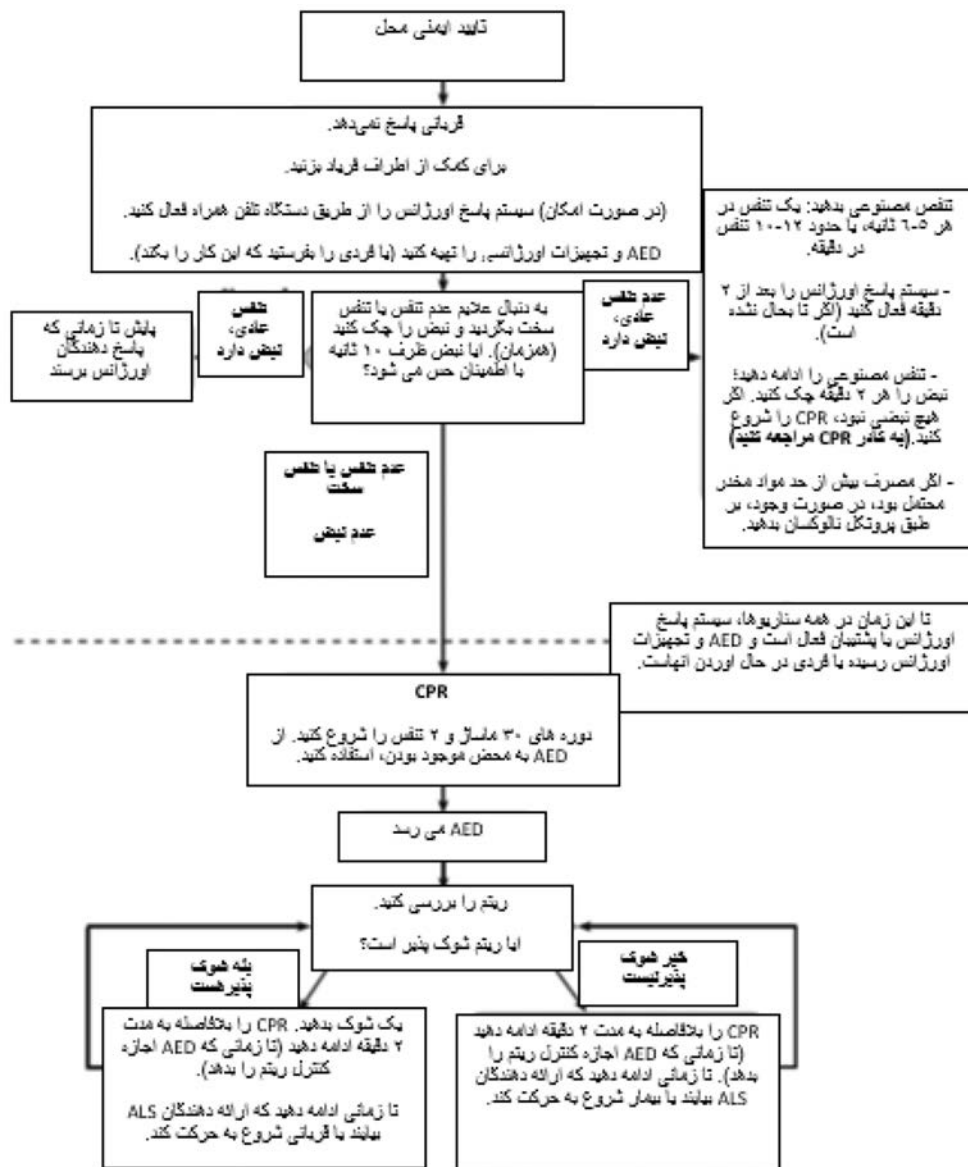 تایید ایمنی محل
قربانی پاسخ نمی‌دهد.
برای کمک از اطراف فریاد بزنید.
(در صورت امکان) سیستم پاسخ اورژانس را از طریق دستگاه تلفن همراه فعال کنید.
AED و تجهیزات اورژانسی را تهیه کنید (یا فردی را بفرستید که این کار را بکند).
تنفس
عادی،
نبض دارد
پایش تا زمانی که
پاسخ دهندگان
اورژانس برسند
به دنبال علایم عدم تنفس یا تنفس
سخت بگردید و نبض را چک کنید
(همزمان). ایا نبض ظرف ۱۰ ثانیه
با اطمینان حس می شود؟
عدم تنفس
عادی،
نبض دارد
تنفص مصنوعی بدهید: یک تنفس در
هر ۵-۶ ثانیه، یا حدود ۱۲-۱۰ تنفس
در دقیقه.
- سیستم پاسخ اورژانس را بعد از ۲
دقیقه فعال کنید (اگر تا بحال نشده
است).
- تنفس مصنوعی را ادامه دهید؛
نبض را هر ۲ دقیقه چک کنید. اگر
هیچ نبضی نبود، CPR را شروع
کنید.(به کادر CPR مراجعه کنید)
- اگر مصرف بیش از حد مواد مخدر
محتمل بود، در صورت وجود، بر
طبق پروتکل نالوکسان بدهید.
عدم تنفس یا تنفس
سخت
عدم نبض
تا این زمان در همه سناریوها، سیستم پاسخ
اورژانس یا پشتیبان فعال است و AED و تجهیزات
اورژانس رسیده یا فردی در حال اوردن انهاست.
CPR
دوره های ۳۰ ماساژ و ۲ تنفس را شروع کنید. از
AED به محض موجود بودن، استفاده کنید.
AED می رسد
ریتم را بررسی کنید.
ایا ریتم شوک پذیر است؟
بله شوک
پذیرهست
خیر شوک
پذیرنیست
یک شوک بدهید. CPR را بلافاصله به مدت
۲ دقیقه ادامه دهید (تا زمانی که AED اجازه
کنترل ریتم را بدهد).
تا زمانی ادامه دهید که ارائه دهندگان ALS
بیایند یا قربانی شروع به حرکت کند.
CPR را بلافاصله به مدت ۲ دقیقه ادامه دهید
(تا زمانی که AED اجازه کنترل ریتم را
بدهد). تا زمانی ادامه دهید که ارائه دهندگان
ALS بیایند یا بیمار شروع به حرکت کند.